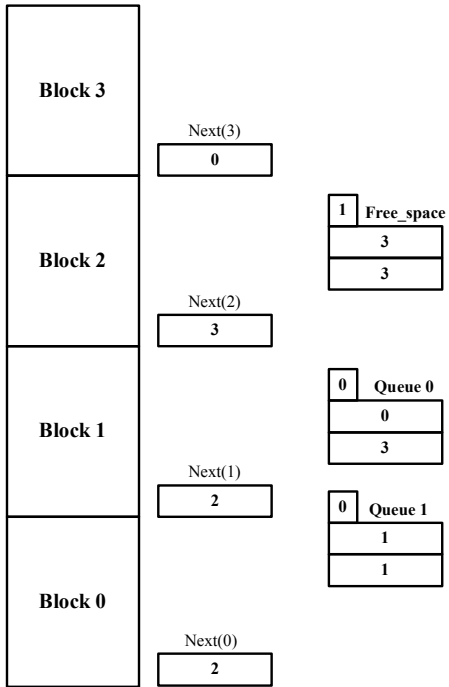 Block 3
Next(3)
0
Block 2
Next(2)
3
Block 1
Next(1)
2
Block 0
Next(0)
2
1 Free_space
3
3
0 Queue 0
0
3
0 Queue 1
1
1